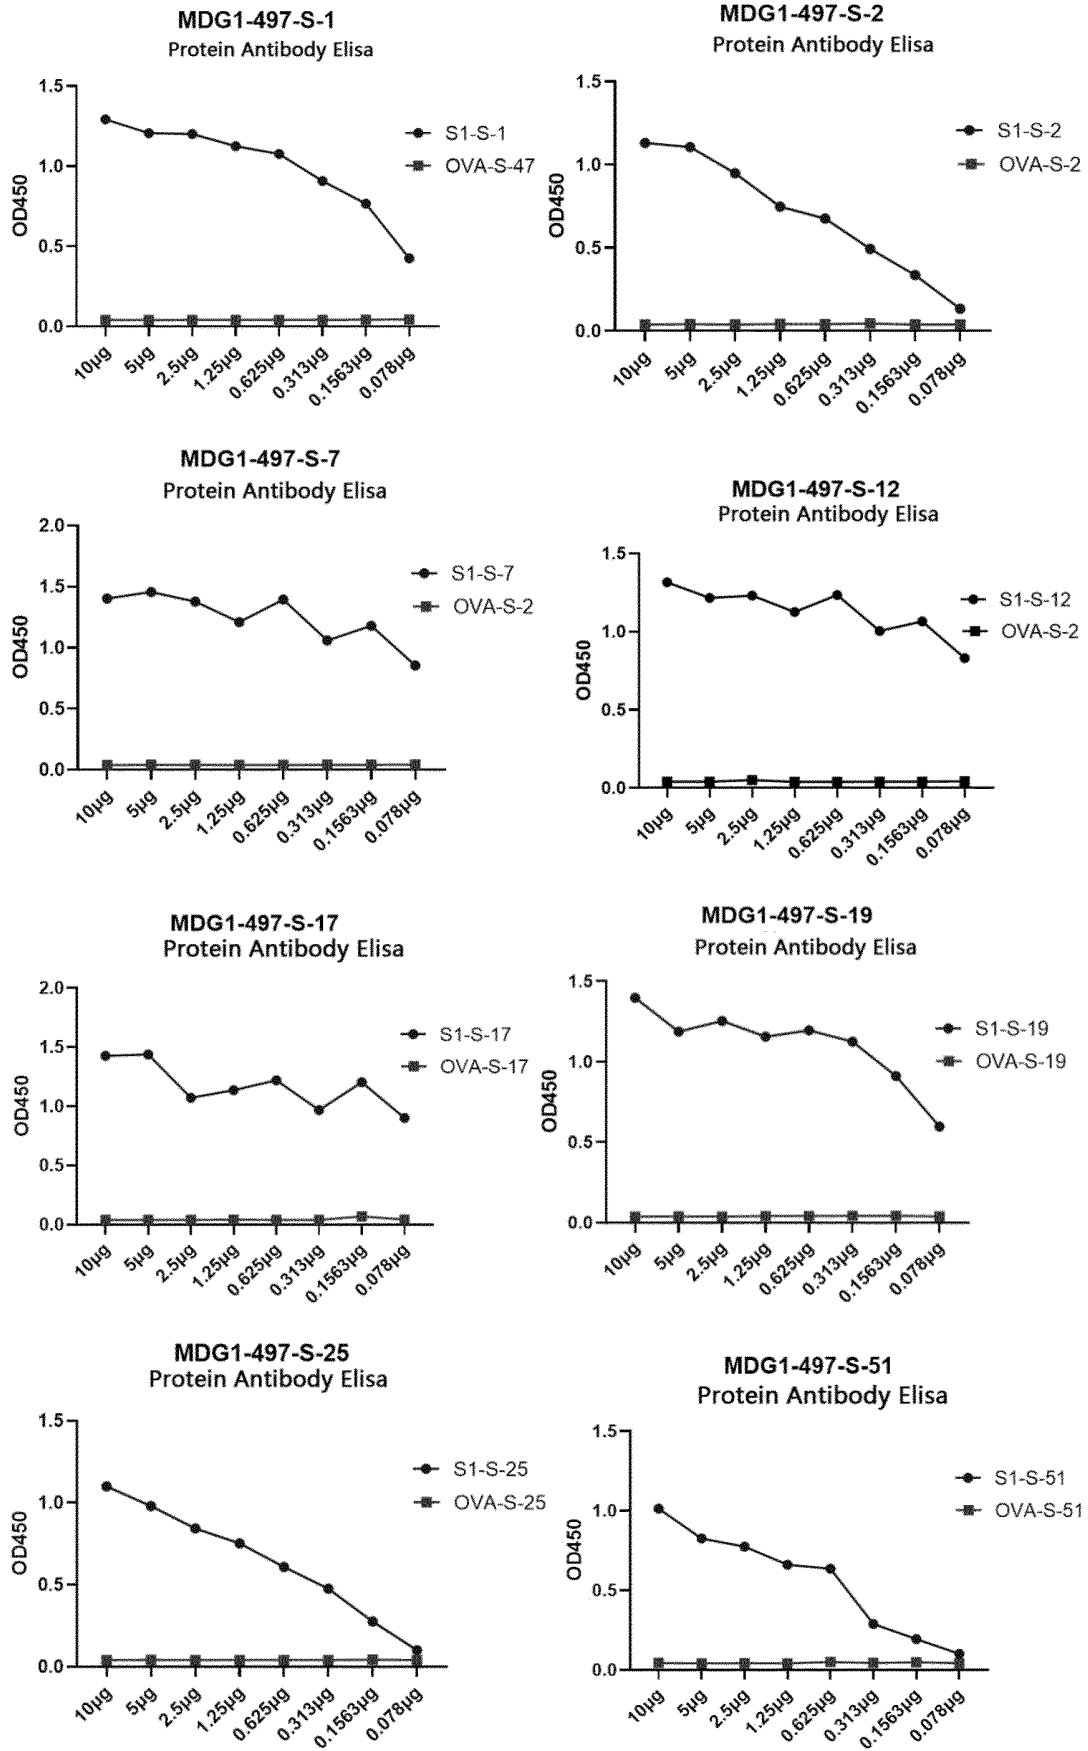 MDG1-497-S-1
Protein Antibody Elisa
1.5
1.0
0.5
0.0
OD450
S1-S-1
OVA-S-47
10µg
5µg
2.5µg
1.25µg
0.625µg
0.313µg
0.1563µg
0.078µg
MDG1-497-S-2
Protein Antibody Elisa
1.5
1.0
0.5
0.0
OD450
S1-S-2
OVA-S-2
10µg
5µg
2.5µg
1.25µg
0.625µg
0.313µg
0.1563µg
0.078µg
MDG1-497-S-7
Protein Antibody Elisa
2.0
1.5
1.0
0.5
0.0
OD450
S1-S-7
OVA-S-2
10µg
5µg
2.5µg
1.25µg
0.625µg
0.313µg
0.1563µg
0.078µg
MDG1-497-S-12
Protein Antibody Elisa
1.5
1.0
0.5
0.0
OD450
S1-S-12
OVA-S-2
10µg
5µg
2.5µg
1.25µg
0.625µg
0.313µg
0.1563µg
0.078µg
MDG1-497-S-17
Protein Antibody Elisa
2.0
1.5
1.0
0.5
0.0
OD450
S1-S-17
OVA-S-17
10µg
5µg
2.5µg
1.25µg
0.625µg
0.313µg
0.1563µg
0.078µg
MDG1-497-S-19
Protein Antibody Elisa
1.5
1.0
0.5
0.0
OD450
S1-S-19
OVA-S-19
10µg
5µg
2.5µg
1.25µg
0.625µg
0.313µg
0.1563µg
0.078µg
MDG1-497-S-25
Protein Antibody Elisa
1.5
1.0
0.5
0.0
OD450
S1-S-25
OVA-S-25
10µg
5µg
2.5µg
1.25µg
0.625µg
0.313µg
0.1563µg
0.078µg
MDG1-497-S-51
Protein Antibody Elisa
1.5
1.0
0.5
0.0
OD450
S1-S-51
OVA-S-51
10µg
5µg
2.5µg
1.25µg
0.625µg
0.313µg
0.1563µg
0.078µg